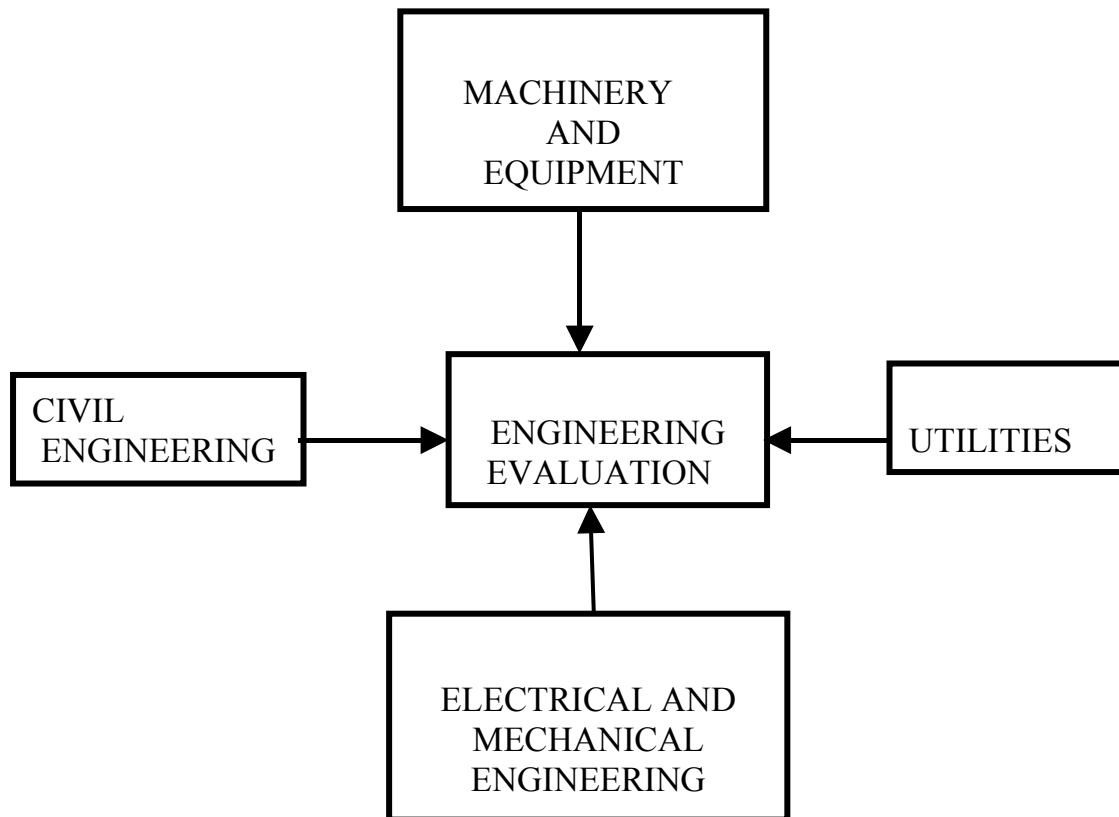 MACHINERY
AND
EQUIPMENT
CIVIL
ENGINEERING
ENGINEERING
EVALUATION
UTILITIES
ELECTRICAL AND
MECHANICAL
ENGINEERING